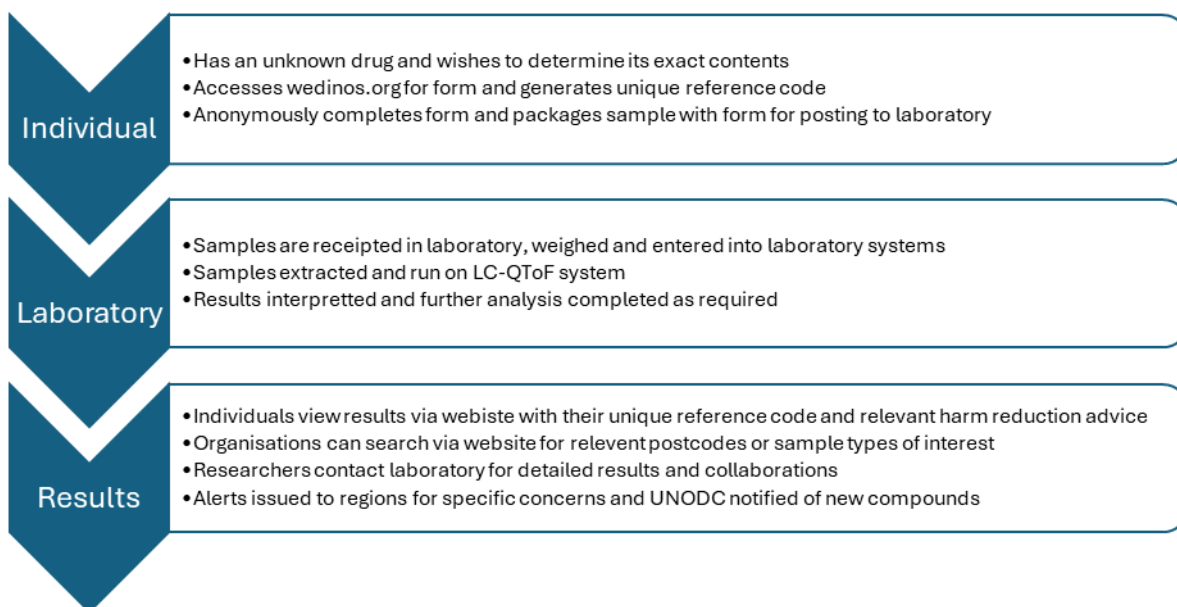 Individual
•Has an unknown drug and wishes to determine its exact contents
•Accesses wedinos.org for form and generates unique reference code
•Anonymously completes form and packages sample with form for posting to laboratory
Laboratory
•Samples are receipted in laboratory, weighed and entered into laboratory systems
•Samples extracted and run on LC-QToF system
•Results interpretted and further analysis completed as required
Results
•Individuals view results via webiste with their unique reference code and relevant harm reduction advice
•Organisations can search via website for relevent postcodes or sample types of interest
•Researchers contact laboratory for detailed results and collaborations
•Alerts issued to regions for specific concerns and UNODC notified of new compounds